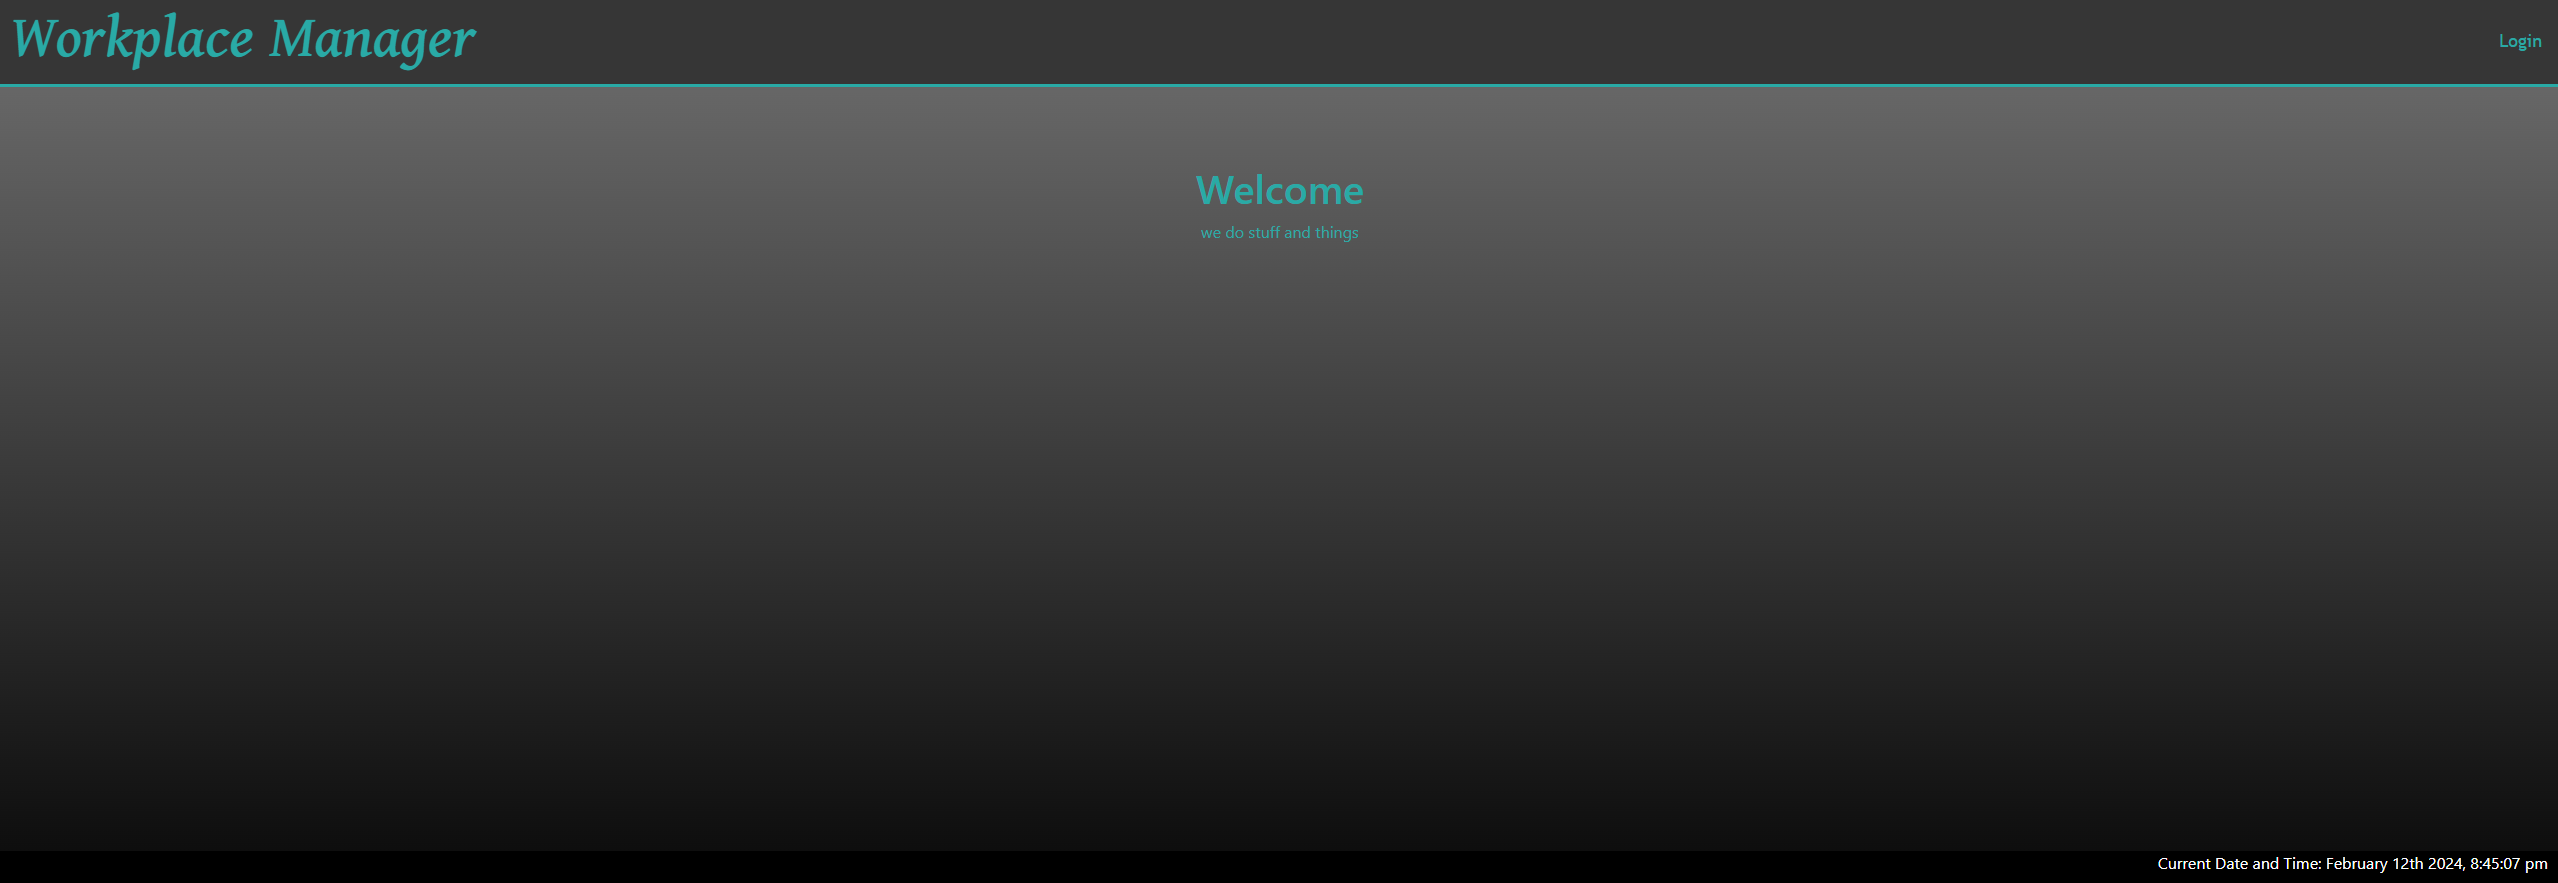 Workplace Manager
Login
Welcome
we do stuff and things
Current Date and Time: February 12th 2024, 8:45:07 pm